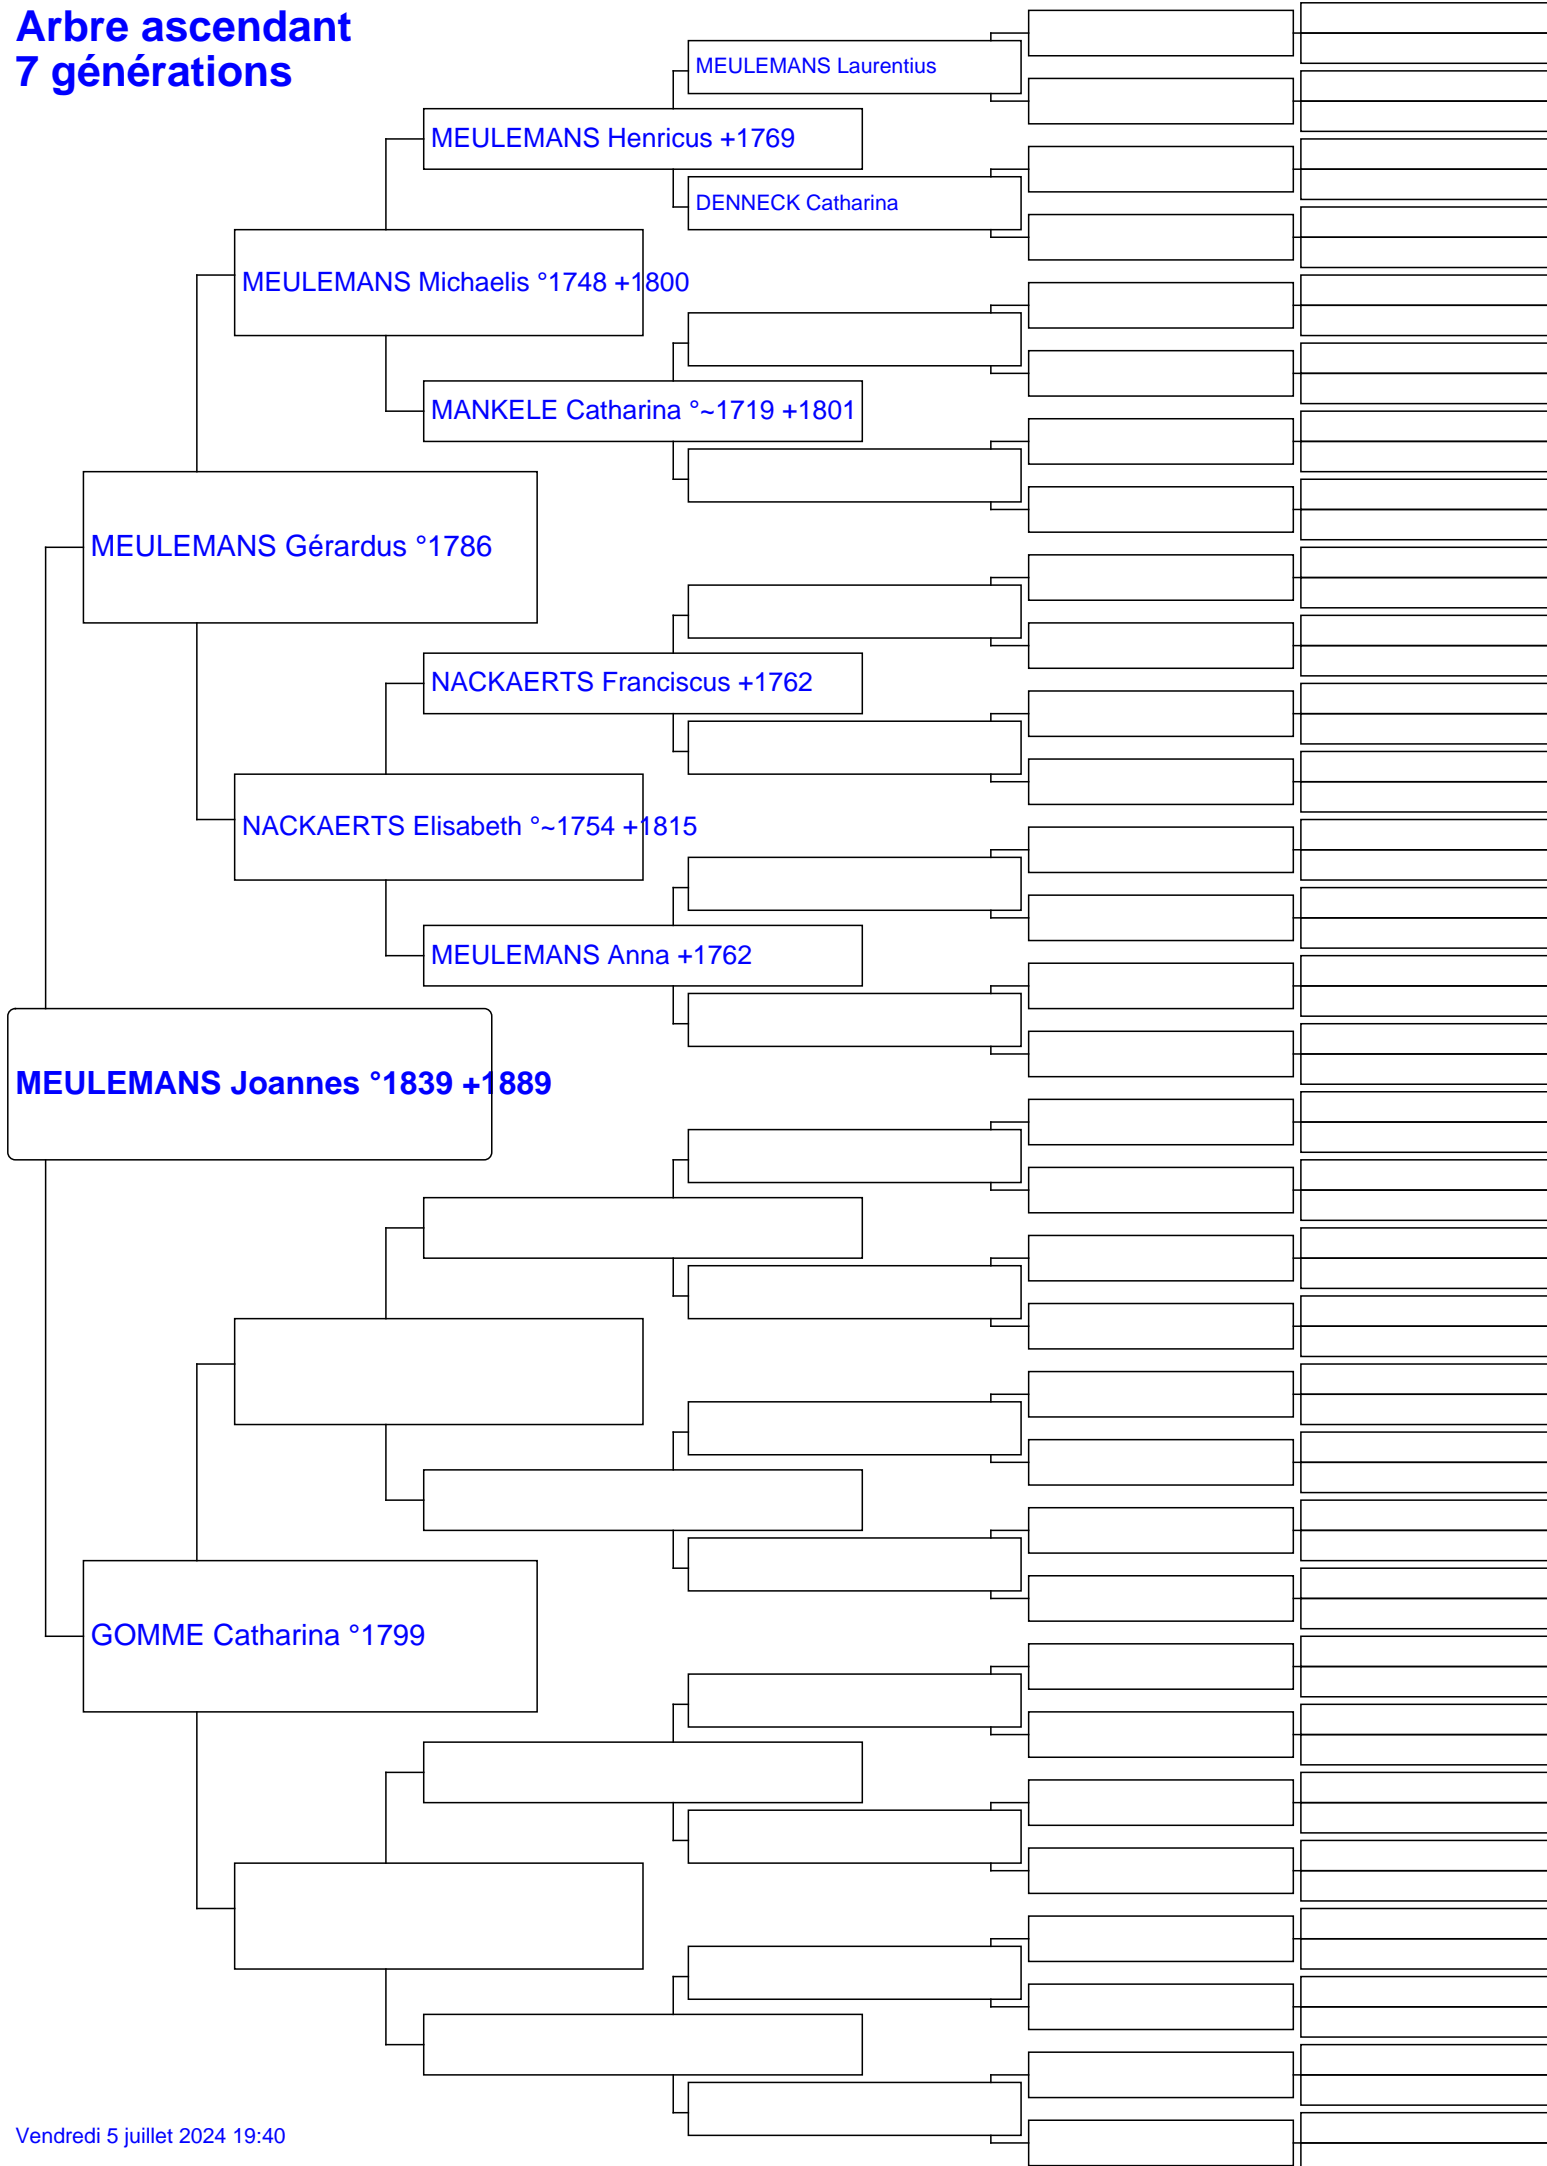 Arbre ascendant
7 générations
MEULEMANS Laurentius
MEULEMANS Henricus +1769
DENNECK Catharina
MEULEMANS Michaelis °1748 +1800
MANKELE Catharina °~1719 +1801
MEULEMANS Gérardus °1786
NACKAERTS Franciscus +1762
NACKAERTS Elisabeth °~1754 +1815
MEULEMANS Anna +1762
MEULEMANS Joannes °1839 +1889
GOMME Catharina °1799
Vendredi 5 juillet 2024 19:40